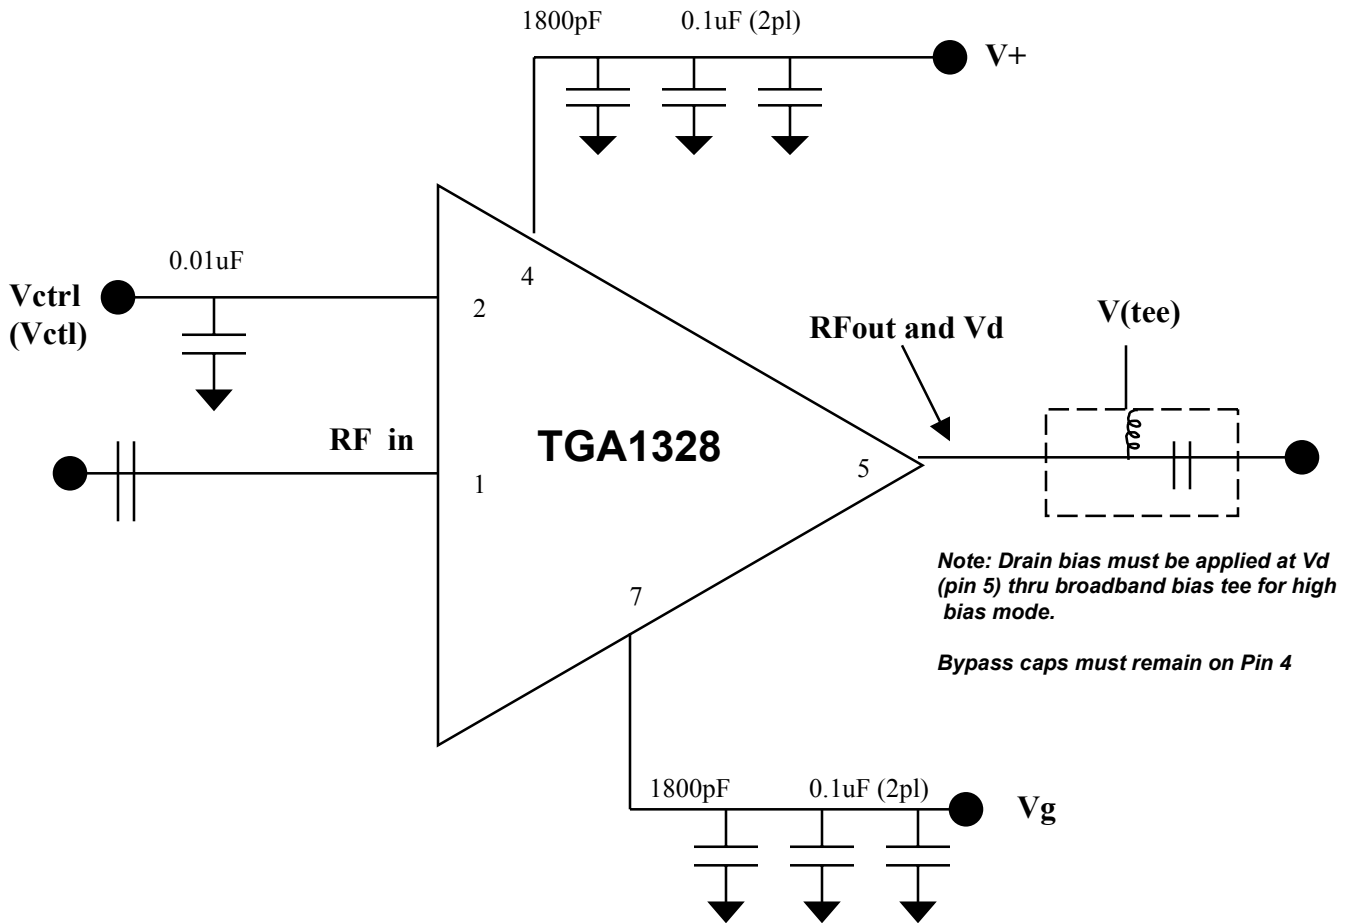 1800pF 0.1uF (2pl)
V+
4
0.01uF
Vctrl
(Vctl)
2
RFout and Vd
V(tee)
RF in
TGA1328
1
5
Note: Drain bias must be applied at Vd
(pin 5) thru broadband bias tee for high
bias mode.
Bypass caps must remain on Pin 4
7
1800pF 0.1uF (2pl)
Vg